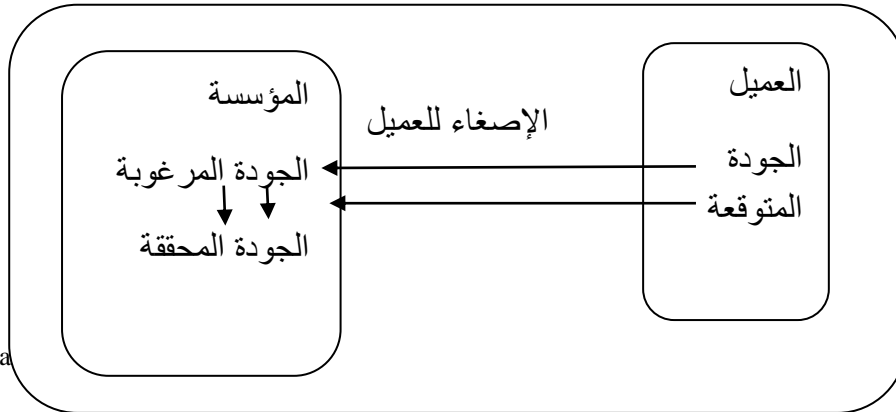 العميل
الجودة
المتوقعة
الإصغاء للعميل
المؤسسة
الجودة المرغوبة
الجودة المحققة
a